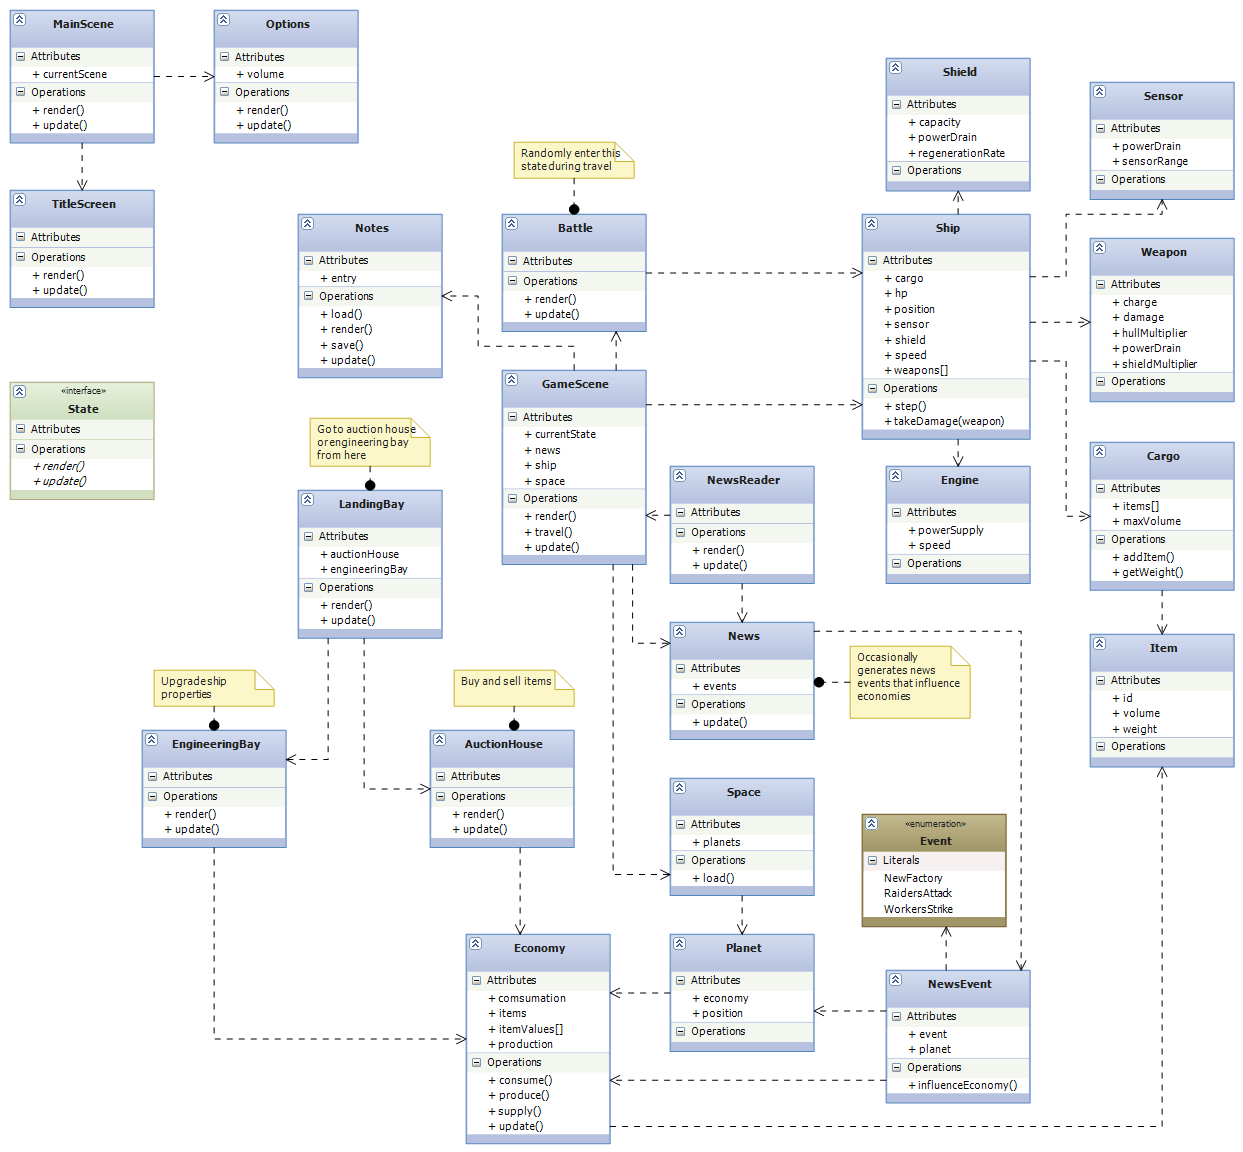 MainScene
Attributes
+ currentScene
Operations
+ render()
+ update()
Options
Attributes
+ volume
Operations
+ render()
+ update()
TitleScreen
Attributes
Operations
+ render()
+ update()
«interface»
State
Attributes
Operations
+ render()
+ update()
Notes
Attributes
+ entry
Operations
+ load()
+ render()
+ save()
+ update()
Randomly enter this
state during travel
Battle
Attributes
Operations
+ render()
+ update()
GameScene
Attributes
+ currentState
+ news
+ ship
+ space
Operations
+ render()
+ travel()
+ update()
Shield
Attributes
+ capacity
+ powerDrain
+ regenerationRate
Operations
Sensor
Attributes
+ powerDrain
+ sensorRange
Operations
Ship
Attributes
+ cargo
+ hp
+ position
+ sensor
+ shield
+ speed
+ weapons[]
Operations
+ step()
+ takeDamage(weapon)
Weapon
Attributes
+ charge
+ damage
+ hullMultiplier
+ powerDrain
+ shieldMultiplier
Operations
Go to auction house
or engineering bay
from here
LandingBay
Attributes
+ auctionHouse
+ engineeringBay
Operations
+ render()
+ update()
NewsReader
Attributes
Operations
+ render()
+ update()
Engine
Attributes
+ powerSupply
+ speed
Operations
Cargo
Attributes
+ items[]
+ maxVolume
Operations
+ addItem()
+ getWeight()
News
Attributes
+ events
Operations
+ update()
Occasionally
generates news
events that influence
economies
Item
Attributes
+ id
+ volume
+ weight
Operations
Upgrade ship
properties
EngineeringBay
Attributes
Operations
+ render()
+ update()
Buy and sell items
AuctionHouse
Attributes
Operations
+ render()
+ update()
Space
Attributes
+ planets
Operations
+ load()
«enumeration»
Event
Literals
NewFactory
RaidersAttack
WorkersStrike
Economy
Attributes
+ comsumation
+ items
+ itemValues[]
+ production
Operations
+ consume()
+ produce()
+ supply()
+ update()
Planet
Attributes
+ economy
+ position
Operations
NewsEvent
Attributes
+ event
+ planet
Operations
+ influenceEconomy()